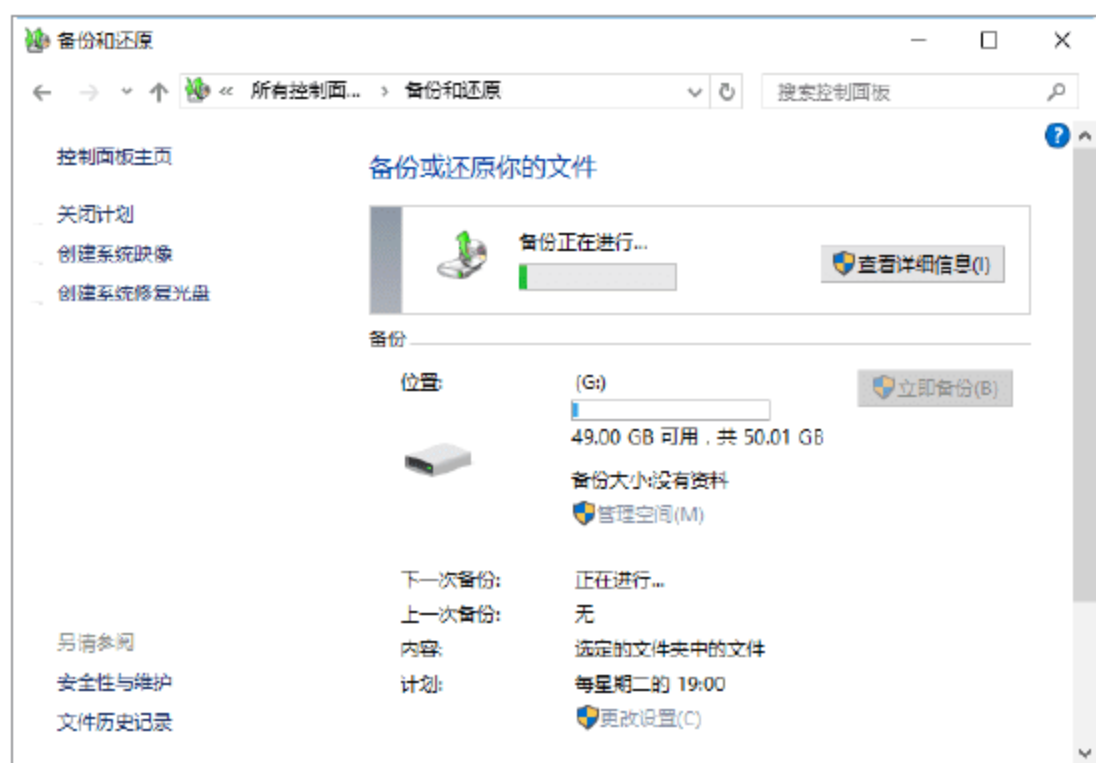 备份和还原
« 所有控制面... › 备份和还原
搜索控制面板
控制面板主页
关闭计划
创建系统映像
创建系统修复光盘
另请参阅
安全性与维护
文件历史记录
?
备份或还原你的文件
备份正在进行...
查看详细信息(I)
备份
位置:
(G:)
立即备份(B)
49.00 GB 可用，共 50.01 GB
备份大小:没有资料
管理空间(M)
下一次备份: 正在进行...
上一次备份: 无
内容: 选定的文件夹中的文件
计划: 每星期二的 19:00
更改设置(C)